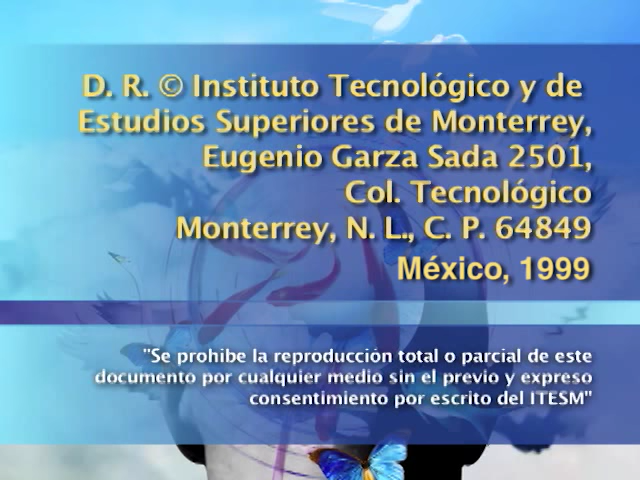 D. R. © Instituto Tecnológico y de
Estudios Superiores de Monterrey,
Eugenio Garza Sada 2501,
Col. Tecnológico
Monterrey, N. L., C. P. 64849
México, 1999
"Se prohibe la reproducción total o parcial de este
documento por cualquier medio sin el previo y expreso
consentimiento por escrito del ITESM"